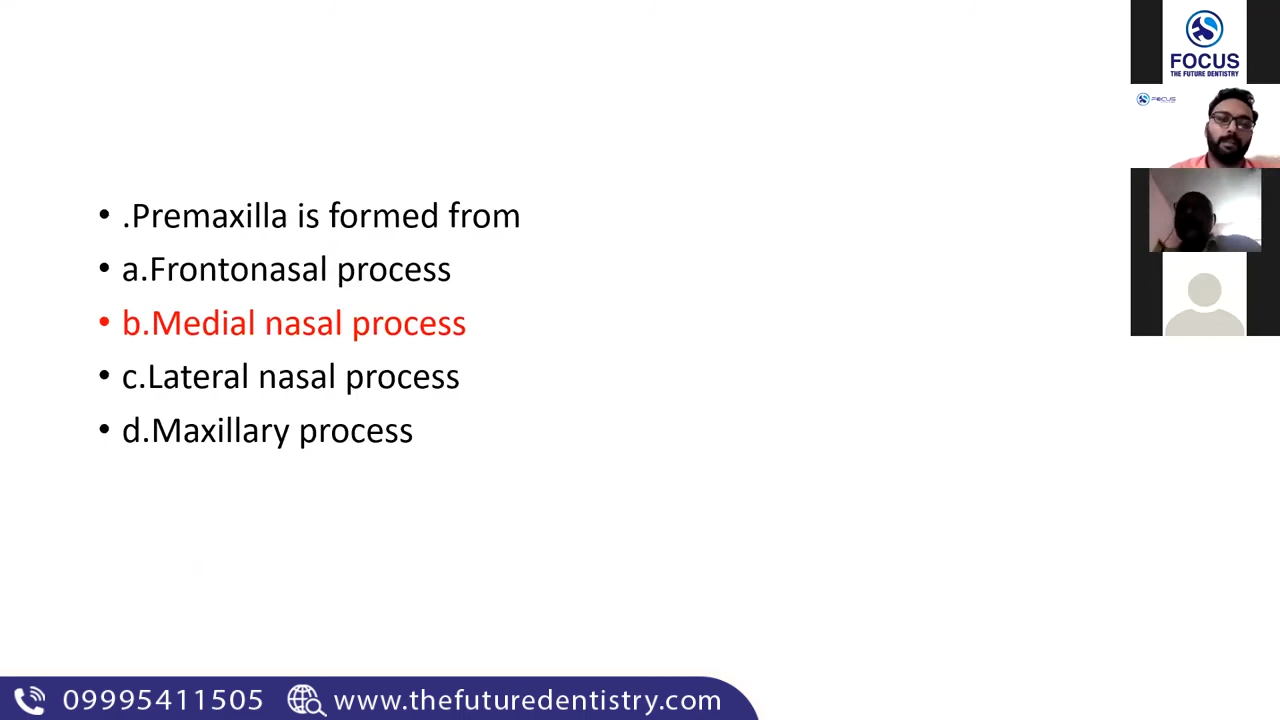 FOCUS
THE FUTURE DENTISTRY
FOCUS
• .Premaxilla is formed from
• a.Frontonasal process
• b.Medial nasal process
• c.Lateral nasal process
• d.Maxillary process
09995411505 www.thefuturedentistry.com